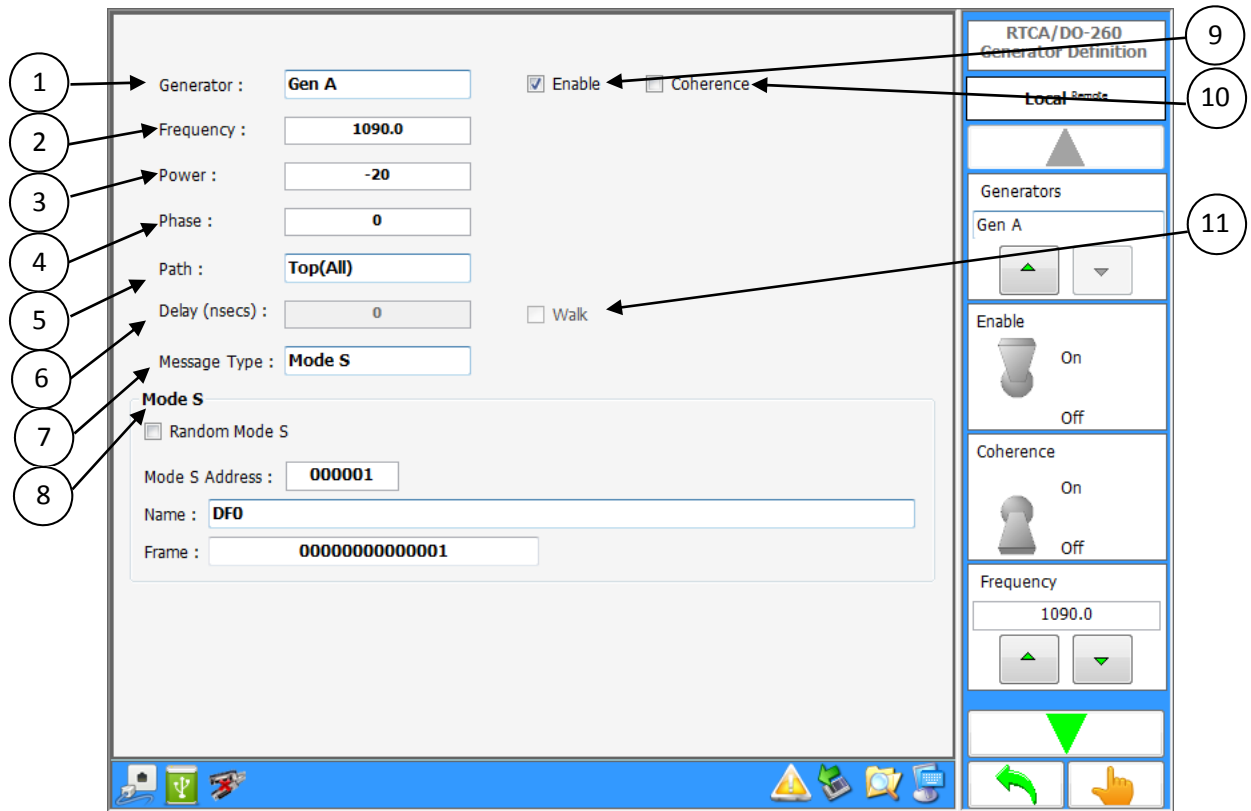 1
Generator :
Gen A
Enable
Coherence
9
10
2
Frequency :
1090.0
3
Power :
-20
4
Phase :
0
5
Path :
Top(All)
6
Delay (nsecs) :
0
Walk
11
7
Message Type :
Mode S
8
Mode S
Random Mode S
Mode S Address :
000001
Name :
DF0
Frame :
00000000000001
RTCA/DO-260
Generator Definition
Local Remote
Generators
Gen A
Enable
On
Off
Coherence
On
Off
Frequency
1090.0